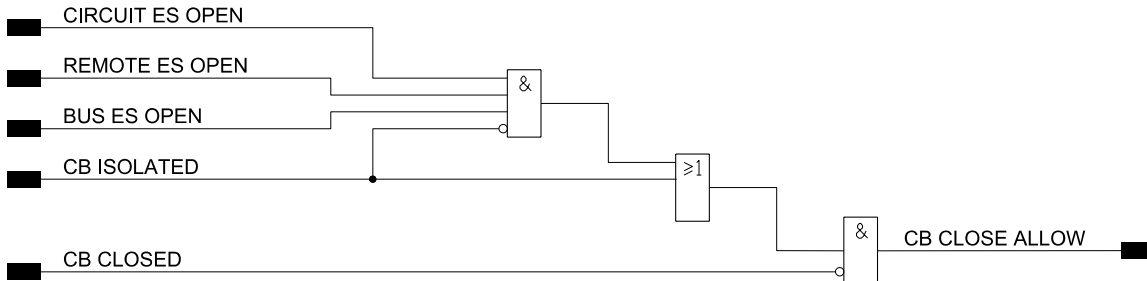 CIRCUIT ES OPEN
REMOTE ES OPEN
&
BUS ES OPEN
CB ISOLATED
≥1
&
CB CLOSE ALLOW
CB CLOSED